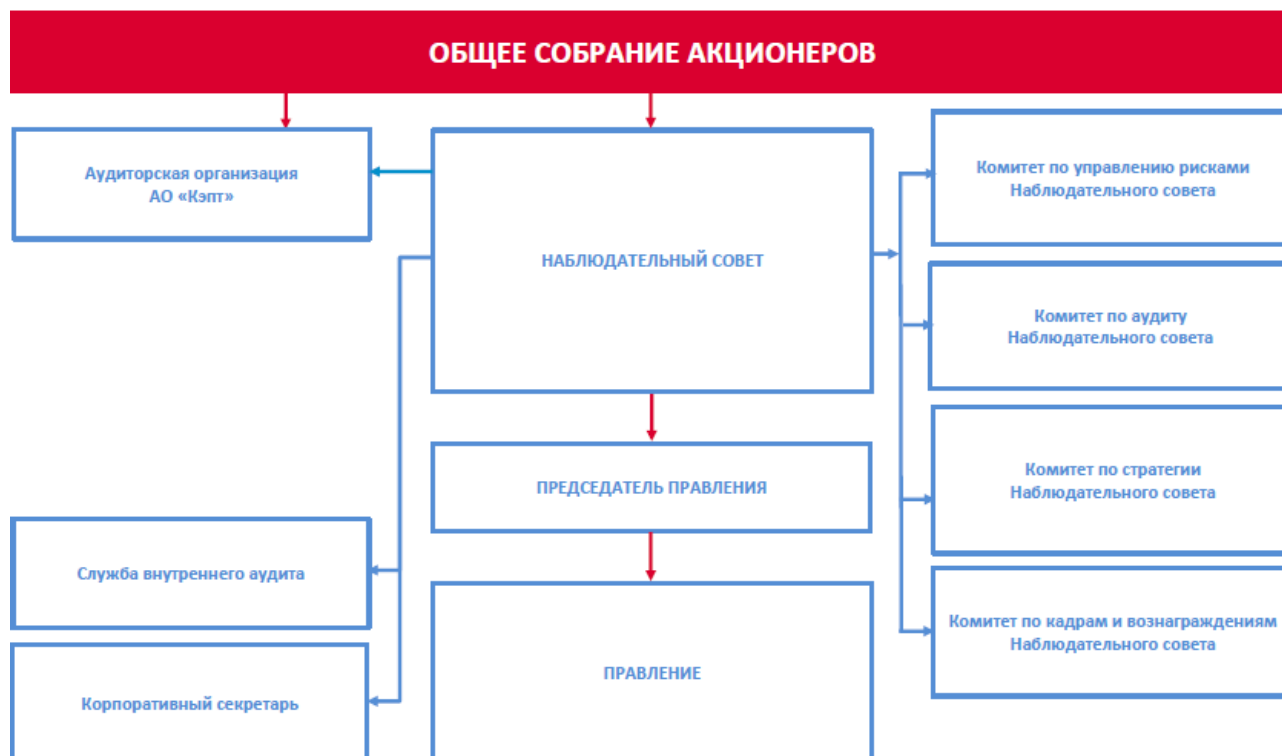 ОБЩЕЕ СОБРАНИЕ АКЦИОНЕРОВ
Аудиторская организация
АО «Кэпт»
НАБЛЮДАТЕЛЬНЫЙ СОВЕТ
Комитет по управлению рисками
Наблюдательного совета
Комитет по аудиту
Наблюдательного совета
Комитет по стратегии
Наблюдательного совета
ПРЕДСЕДАТЕЛЬ ПРАВЛЕНИЯ
Служба внутреннего аудита
Комитет по кадрам и вознаграждениям
Наблюдательного совета
ПРАВЛЕНИЕ
Корпоративный секретарь